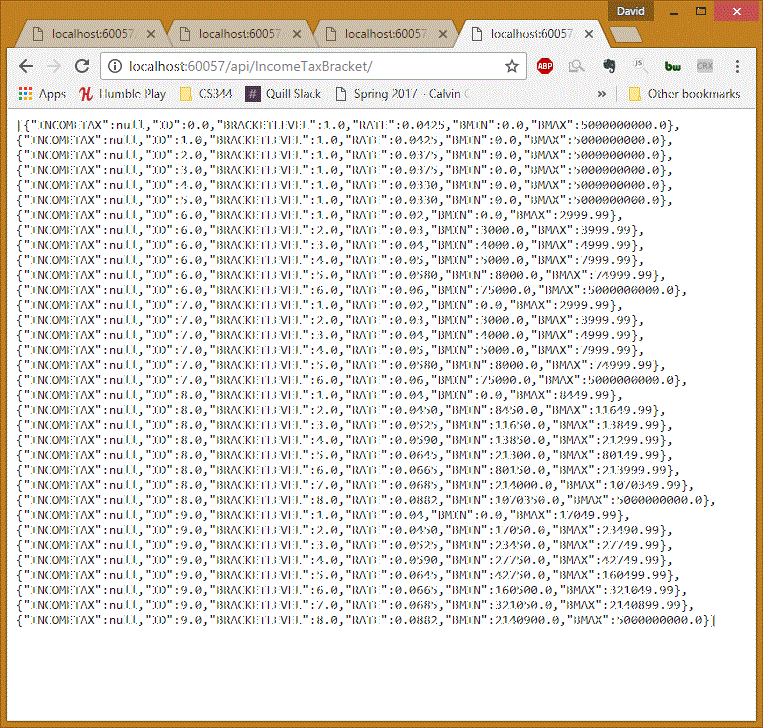 David
localhost:60057 localhost:60057 localhost:60057 localhost:60057
localhost:60057/api/IncomeTaxBracket/
ABP JS bw CRX
Apps Humble Play CS344 Quill Slack Spring 2017 - Calvin C » Other bookmarks
[{"INCOMETAX":null,"ID":0.0,"BRACKETLEVEL":1.0,"RATE":0.0425,"BMIN":0.0,"BMAX":5000000000.0},
{"INCOMETAX":null,"ID":1.0,"BRACKETLEVEL":1.0,"RATE":0.0425,"BMIN":0.0,"BMAX":5000000000.0},
{"INCOMETAX":null,"ID":2.0,"BRACKETLEVEL":1.0,"RATE":0.0375,"BMIN":0.0,"BMAX":5000000000.0},
{"INCOMETAX":null,"ID":3.0,"BRACKETLEVEL":1.0,"RATE":0.0375,"BMIN":0.0,"BMAX":5000000000.0},
{"INCOMETAX":null,"ID":4.0,"BRACKETLEVEL":1.0,"RATE":0.0330,"BMIN":0.0,"BMAX":5000000000.0},
{"INCOMETAX":null,"ID":5.0,"BRACKETLEVEL":1.0,"RATE":0.0330,"BMIN":0.0,"BMAX":5000000000.0},
{"INCOMETAX":null,"ID":6.0,"BRACKETLEVEL":1.0,"RATE":0.02,"BMIN":0.0,"BMAX":2999.99},
{"INCOMETAX":null,"ID":6.0,"BRACKETLEVEL":2.0,"RATE":0.03,"BMIN":3000.0,"BMAX":3999.99},
{"INCOMETAX":null,"ID":6.0,"BRACKETLEVEL":3.0,"RATE":0.04,"BMIN":4000.0,"BMAX":4999.99},
{"INCOMETAX":null,"ID":6.0,"BRACKETLEVEL":4.0,"RATE":0.05,"BMIN":5000.0,"BMAX":7999.99},
{"INCOMETAX":null,"ID":6.0,"BRACKETLEVEL":5.0,"RATE":0.0580,"BMIN":8000.0,"BMAX":74999.99},
{"INCOMETAX":null,"ID":6.0,"BRACKETLEVEL":6.0,"RATE":0.06,"BMIN":75000.0,"BMAX":5000000000.0},
{"INCOMETAX":null,"ID":7.0,"BRACKETLEVEL":1.0,"RATE":0.02,"BMIN":0.0,"BMAX":2999.99},
{"INCOMETAX":null,"ID":7.0,"BRACKETLEVEL":2.0,"RATE":0.03,"BMIN":3000.0,"BMAX":3999.99},
{"INCOMETAX":null,"ID":7.0,"BRACKETLEVEL":3.0,"RATE":0.04,"BMIN":4000.0,"BMAX":4999.99},
{"INCOMETAX":null,"ID":7.0,"BRACKETLEVEL":4.0,"RATE":0.05,"BMIN":5000.0,"BMAX":7999.99},
{"INCOMETAX":null,"ID":7.0,"BRACKETLEVEL":5.0,"RATE":0.0580,"BMIN":8000.0,"BMAX":74999.99},
{"INCOMETAX":null,"ID":7.0,"BRACKETLEVEL":6.0,"RATE":0.06,"BMIN":75000.0,"BMAX":5000000000.0},
{"INCOMETAX":null,"ID":8.0,"BRACKETLEVEL":1.0,"RATE":0.04,"BMIN":0.0,"BMAX":8449.99},
{"INCOMETAX":null,"ID":8.0,"BRACKETLEVEL":2.0,"RATE":0.0450,"BMIN":8450.0,"BMAX":11649.99},
{"INCOMETAX":null,"ID":8.0,"BRACKETLEVEL":3.0,"RATE":0.0525,"BMIN":11650.0,"BMAX":13849.99},
{"INCOMETAX":null,"ID":8.0,"BRACKETLEVEL":4.0,"RATE":0.0590,"BMIN":13850.0,"BMAX":21299.99},
{"INCOMETAX":null,"ID":8.0,"BRACKETLEVEL":5.0,"RATE":0.0645,"BMIN":21300.0,"BMAX":80149.99},
{"INCOMETAX":null,"ID":8.0,"BRACKETLEVEL":6.0,"RATE":0.0665,"BMIN":80150.0,"BMAX":213999.99},
{"INCOMETAX":null,"ID":8.0,"BRACKETLEVEL":7.0,"RATE":0.0685,"BMIN":214000.0,"BMAX":1070349.99},
{"INCOMETAX":null,"ID":8.0,"BRACKETLEVEL":8.0,"RATE":0.0882,"BMIN":1070350.0,"BMAX":5000000000.0},
{"INCOMETAX":null,"ID":9.0,"BRACKETLEVEL":1.0,"RATE":0.04,"BMIN":0.0,"BMAX":17049.99},
{"INCOMETAX":null,"ID":9.0,"BRACKETLEVEL":2.0,"RATE":0.0450,"BMIN":17050.0,"BMAX":23490.99},
{"INCOMETAX":null,"ID":9.0,"BRACKETLEVEL":3.0,"RATE":0.0525,"BMIN":23450.0,"BMAX":27749.99},
{"INCOMETAX":null,"ID":9.0,"BRACKETLEVEL":4.0,"RATE":0.0590,"BMIN":27750.0,"BMAX":42749.99},
{"INCOMETAX":null,"ID":9.0,"BRACKETLEVEL":5.0,"RATE":0.0645,"BMIN":42750.0,"BMAX":160499.99},
{"INCOMETAX":null,"ID":9.0,"BRACKETLEVEL":6.0,"RATE":0.0665,"BMIN":160500.0,"BMAX":321049.99},
{"INCOMETAX":null,"ID":9.0,"BRACKETLEVEL":7.0,"RATE":0.0685,"BMIN":321050.0,"BMAX":2140899.99},
{"INCOMETAX":null,"ID":9.0,"BRACKETLEVEL":8.0,"RATE":0.0882,"BMIN":2140900.0,"BMAX":5000000000.0}]